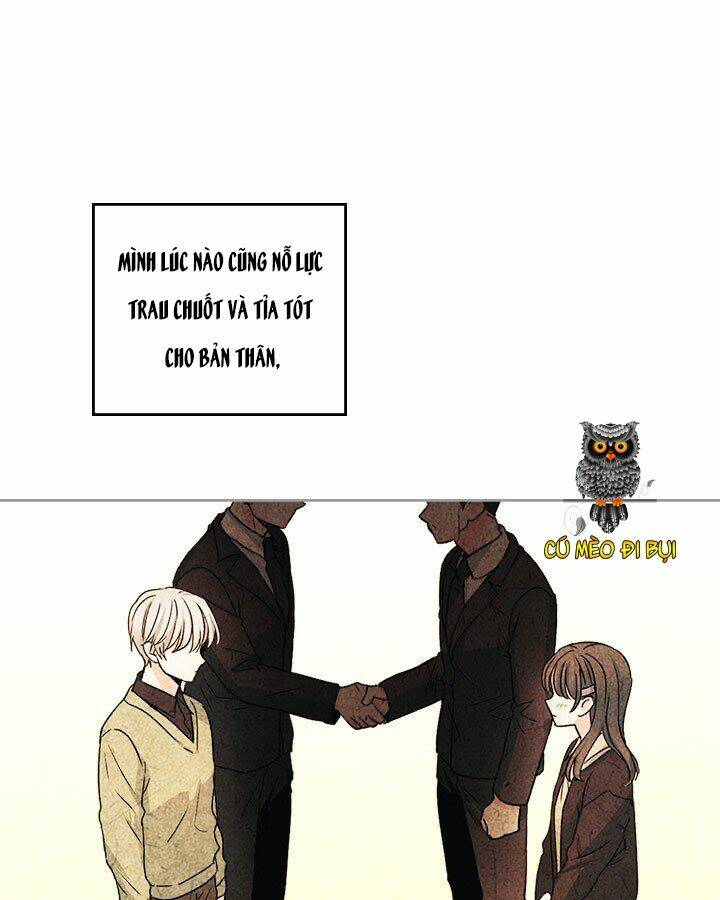 MÌNH LÚC NÀO CŨNG NỖ LỰC
TRAU CHUỐT VÀ TỈA TÓT
CHO BẢN THÂN,
CÚ MÈO ĐI BỤI